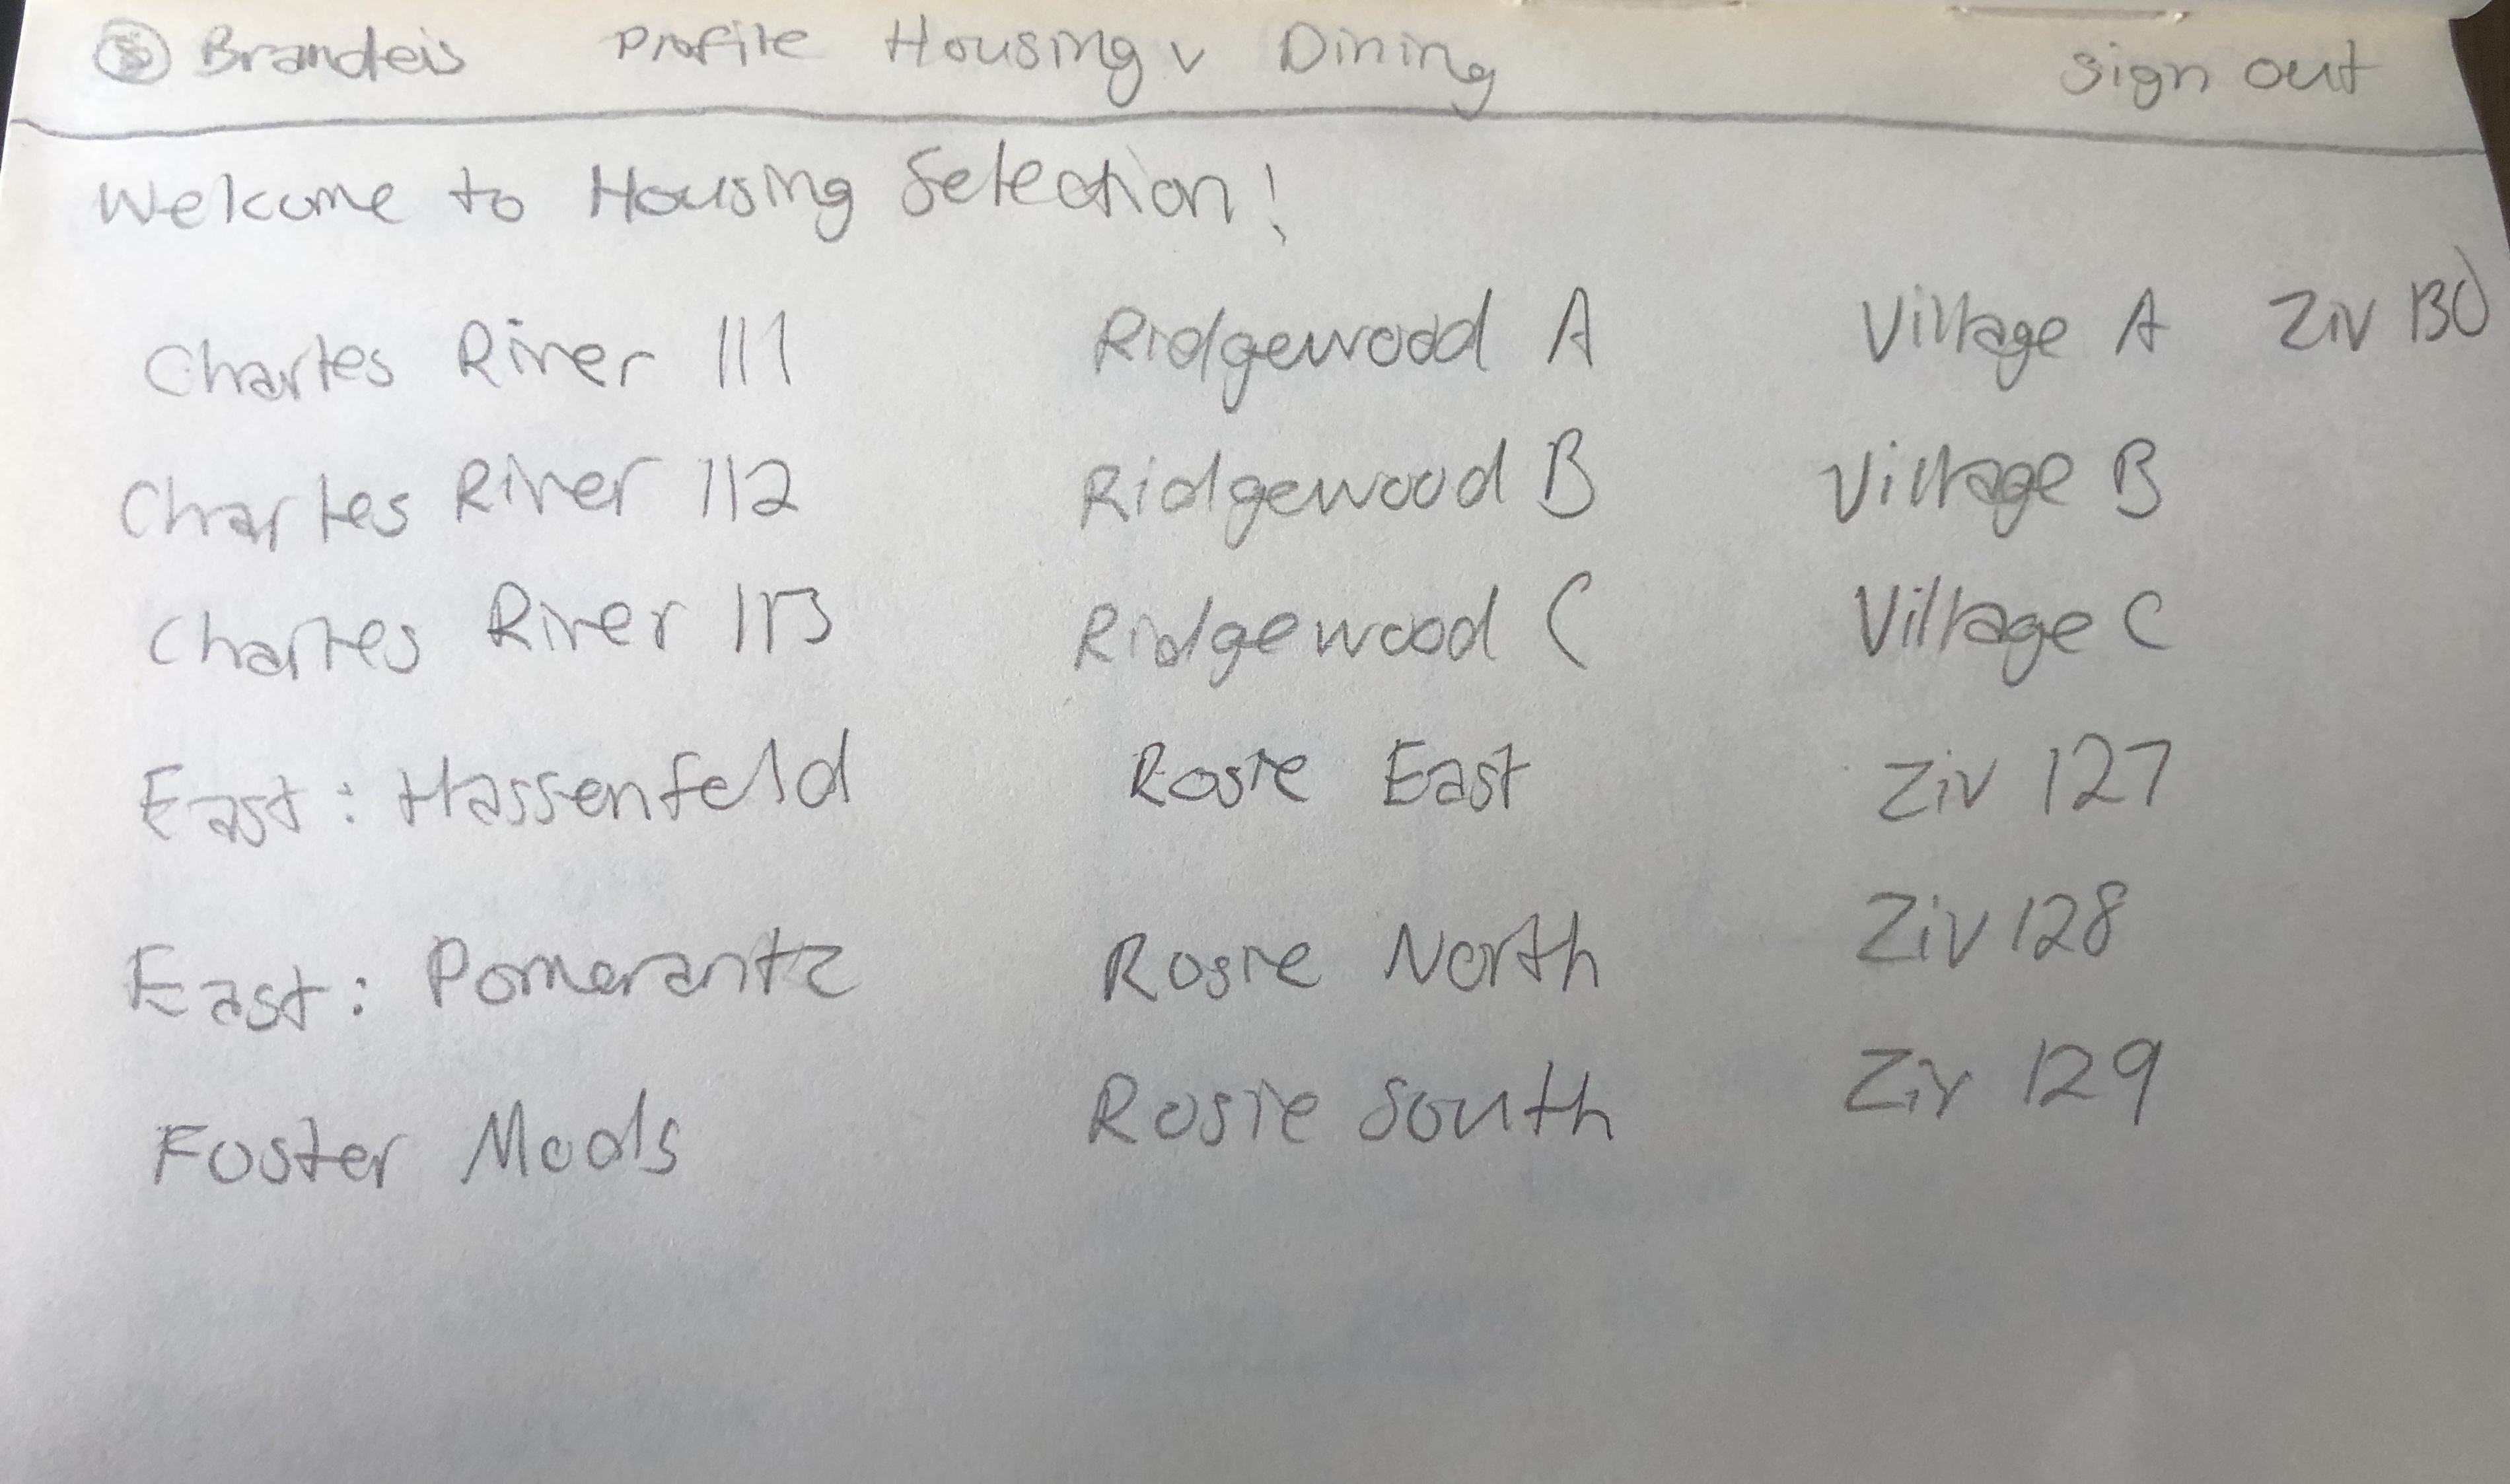 Brandeis Profile Housing v Dining sign out
Welcome to Housing Selection!
Charles River 111 Ridgewood A Village A Ziv 130
Charles River 112 Ridgewood B Village B
Charles River 113 Ridgewood C Village C
East: Hassenfeld Rosie East Ziv 127
East: Pomerantz Rosie North Ziv 128
Foster Mods Rosie South Ziv 129